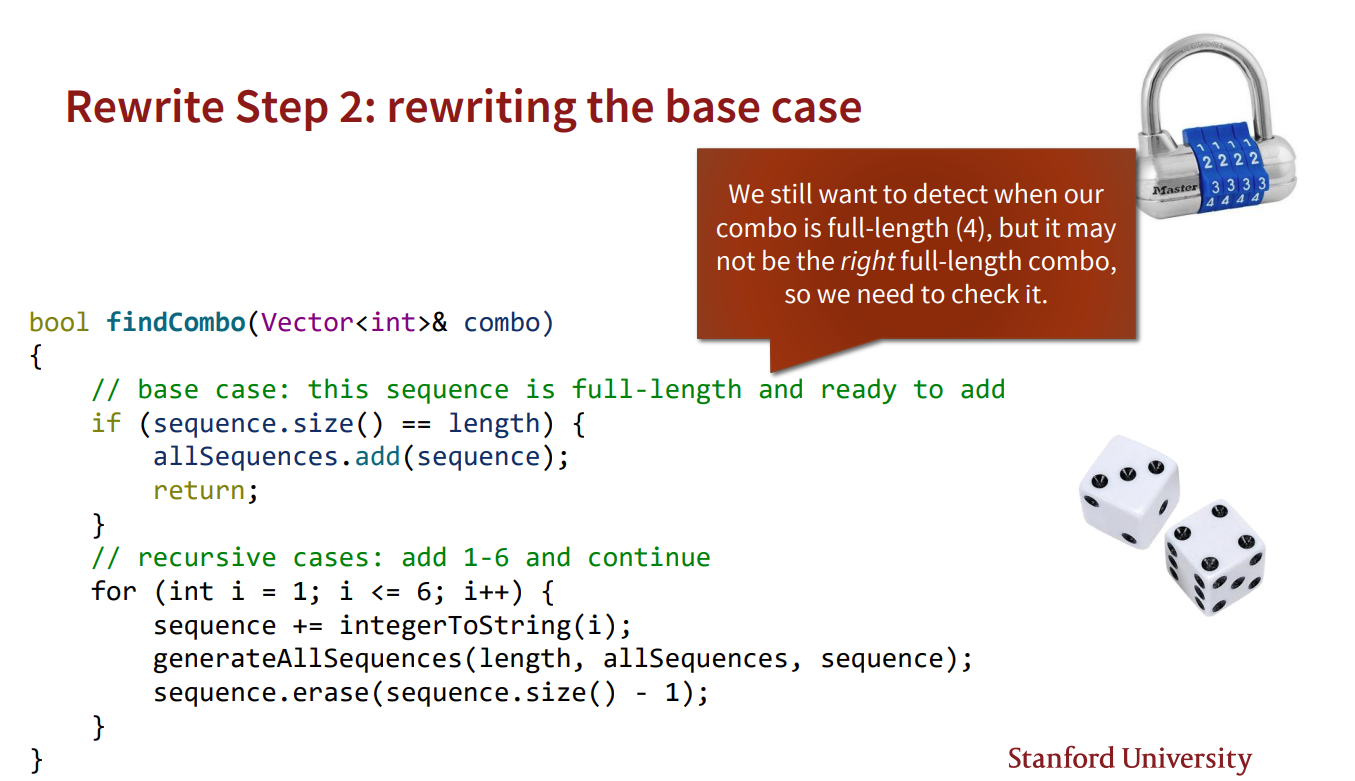 Rewrite Step 2: rewriting the base case
We still want to detect when our
combo is full-length (4), but it may
not be the right full-length combo,
so we need to check it.
1 1 1 1
2 2 2 2
Master
3 3 3 3
4 4 4 4
bool findCombo(Vector<int>& combo)
{
    // base case: this sequence is full-length and ready to add
    if (sequence.size() == length) {
        allSequences.add(sequence);
        return;
    }
    // recursive cases: add 1-6 and continue
    for (int i = 1; i <= 6; i++) {
        sequence += integerToString(i);
        generateAllSequences(length, allSequences, sequence);
        sequence.erase(sequence.size() - 1);
    }
}
Stanford University